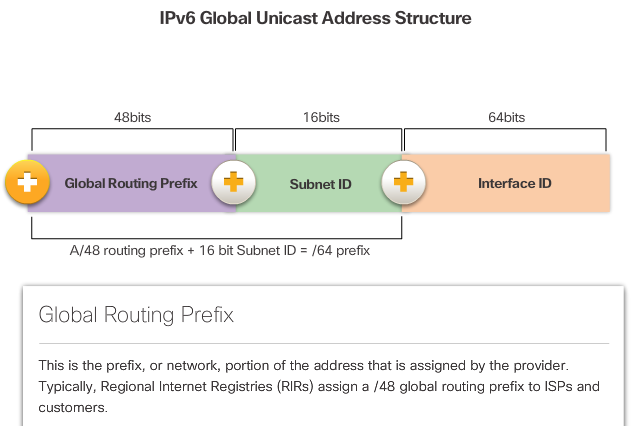 IPv6 Global Unicast Address Structure
48bits 16bits 64bits
Global Routing Prefix Subnet ID Interface ID
A/48 routing prefix + 16 bit Subnet ID = /64 prefix
Global Routing Prefix
This is the prefix, or network, portion of the address that is assigned by the provider.
Typically, Regional Internet Registries (RIRs) assign a /48 global routing prefix to ISPs and
customers.